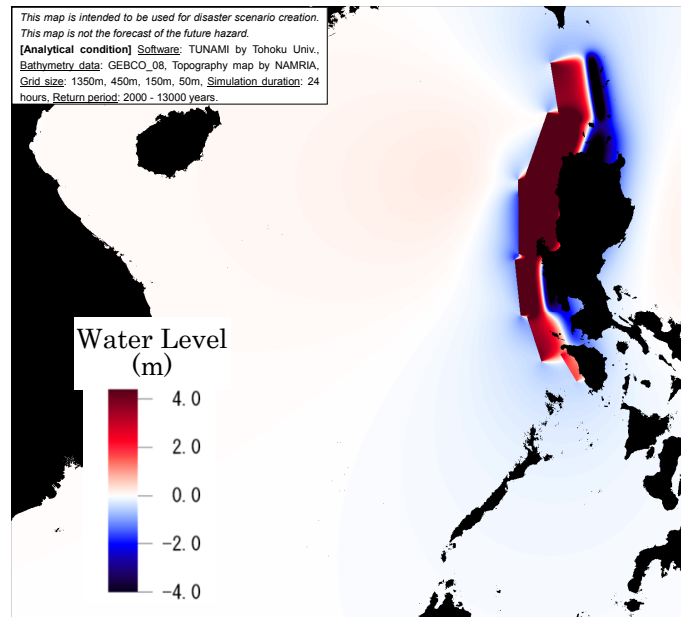 This map is intended to be used for disaster scenario creation.
This map is not the forecast of the future hazard.
[Analytical condition] Software: TUNAMI by Tohoku Univ.,
Bathymetry data: GEBCO_08, Topography map by NAMRIA,
Grid size: 1350m, 450m, 150m, 50m, Simulation duration: 24
hours, Return period: 2000 - 13000 years.
Water Level
(m)
4.0
2.0
0.0
-2.0
-4.0